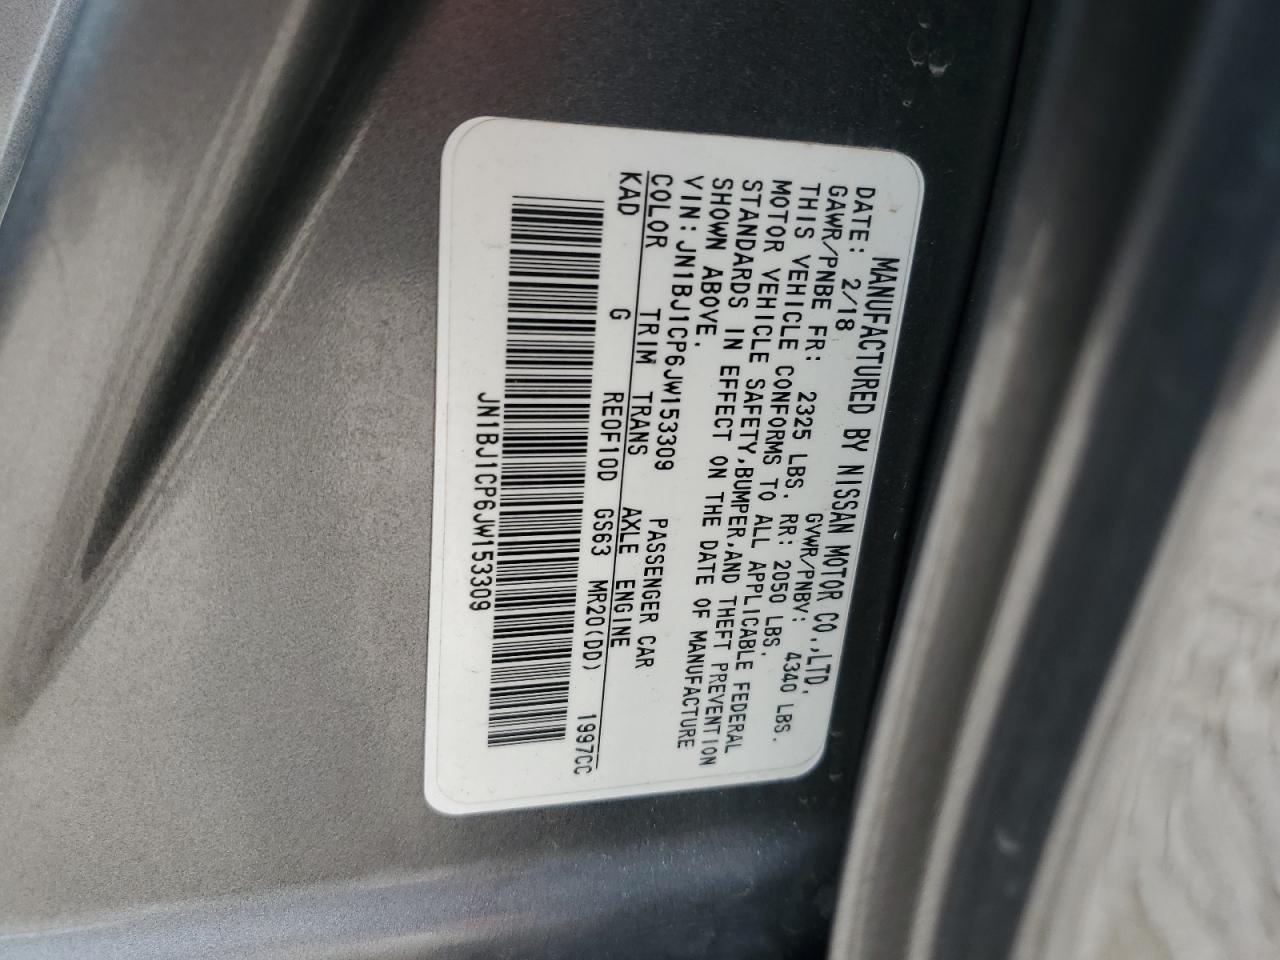 MANUFACTURED BY NISSAN MOTOR CO.,LTD.
DATE: 2/18 GVWR/PNBV: 4340 LBS.
GAWR/PNBE FR: 2325 LBS. RR: 2050 LBS.
THIS VEHICLE CONFORMS TO ALL APPLICABLE FEDERAL
MOTOR VEHICLE SAFETY,BUMPER,AND THEFT PREVENTION
STANDARDS IN EFFECT ON THE DATE OF MANUFACTURE
SHOWN ABOVE.
VIN: JN1BJ1CP6JW153309 PASSENGER CAR
COLOR TRIM TRANS AXLE ENGINE
KAD G RE0F10D GS63 MR20(DD) 1997CC
JN1BJ1CP6JW153309